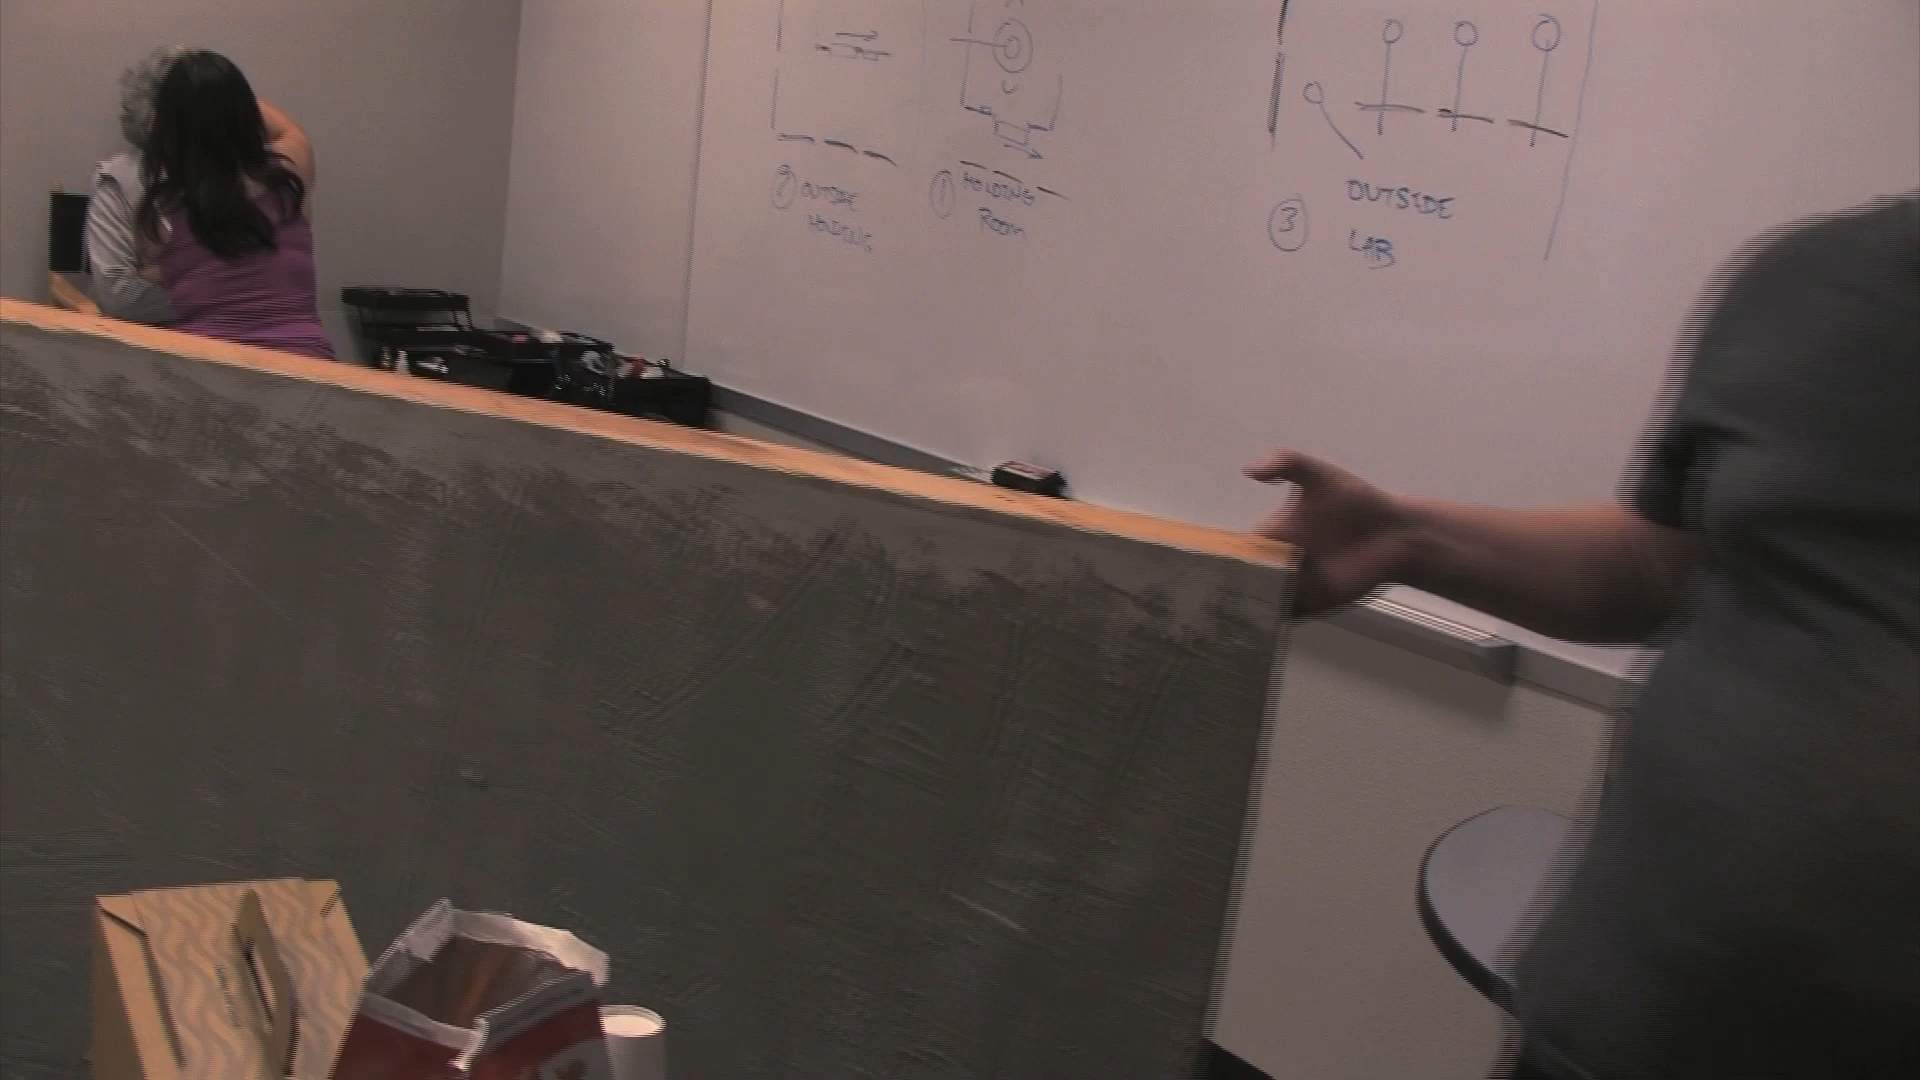 ② OUTSIDE
HOLDING
① HOLDING
ROOM
③ OUTSIDE
LAB